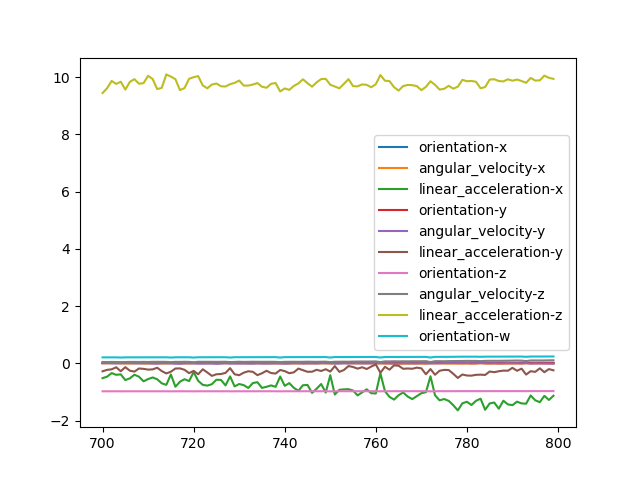 10
8
6
4
2
0
−2
700
720
740
760
780
800
orientation-x
angular_velocity-x
linear_acceleration-x
orientation-y
angular_velocity-y
linear_acceleration-y
orientation-z
angular_velocity-z
linear_acceleration-z
orientation-w